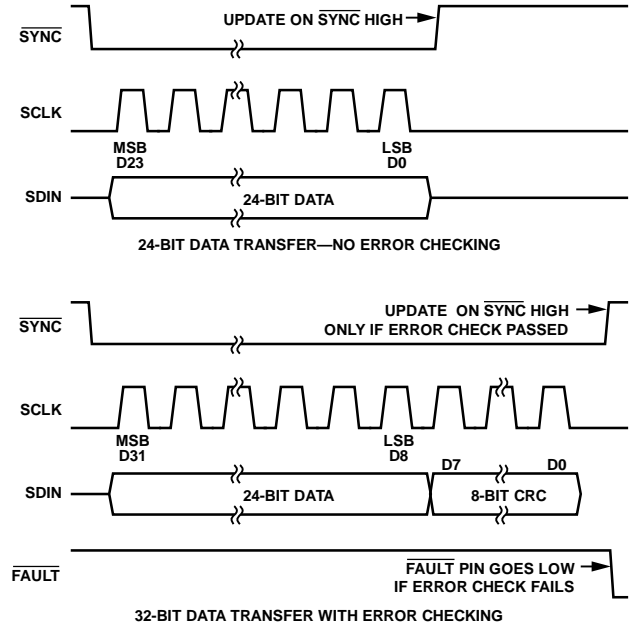 UPDATE ON SYNC HIGH
SYNC
SCLK
MSB
D23
LSB
D0
SDIN
24-BIT DATA
24-BIT DATA TRANSFER—NO ERROR CHECKING
UPDATE ON SYNC HIGH
ONLY IF ERROR CHECK PASSED
SYNC
SCLK
MSB
D31
LSB
D8
D7
D0
SDIN
24-BIT DATA
8-BIT CRC
FAULT PIN GOES LOW
IF ERROR CHECK FAILS
FAULT
32-BIT DATA TRANSFER WITH ERROR CHECKING